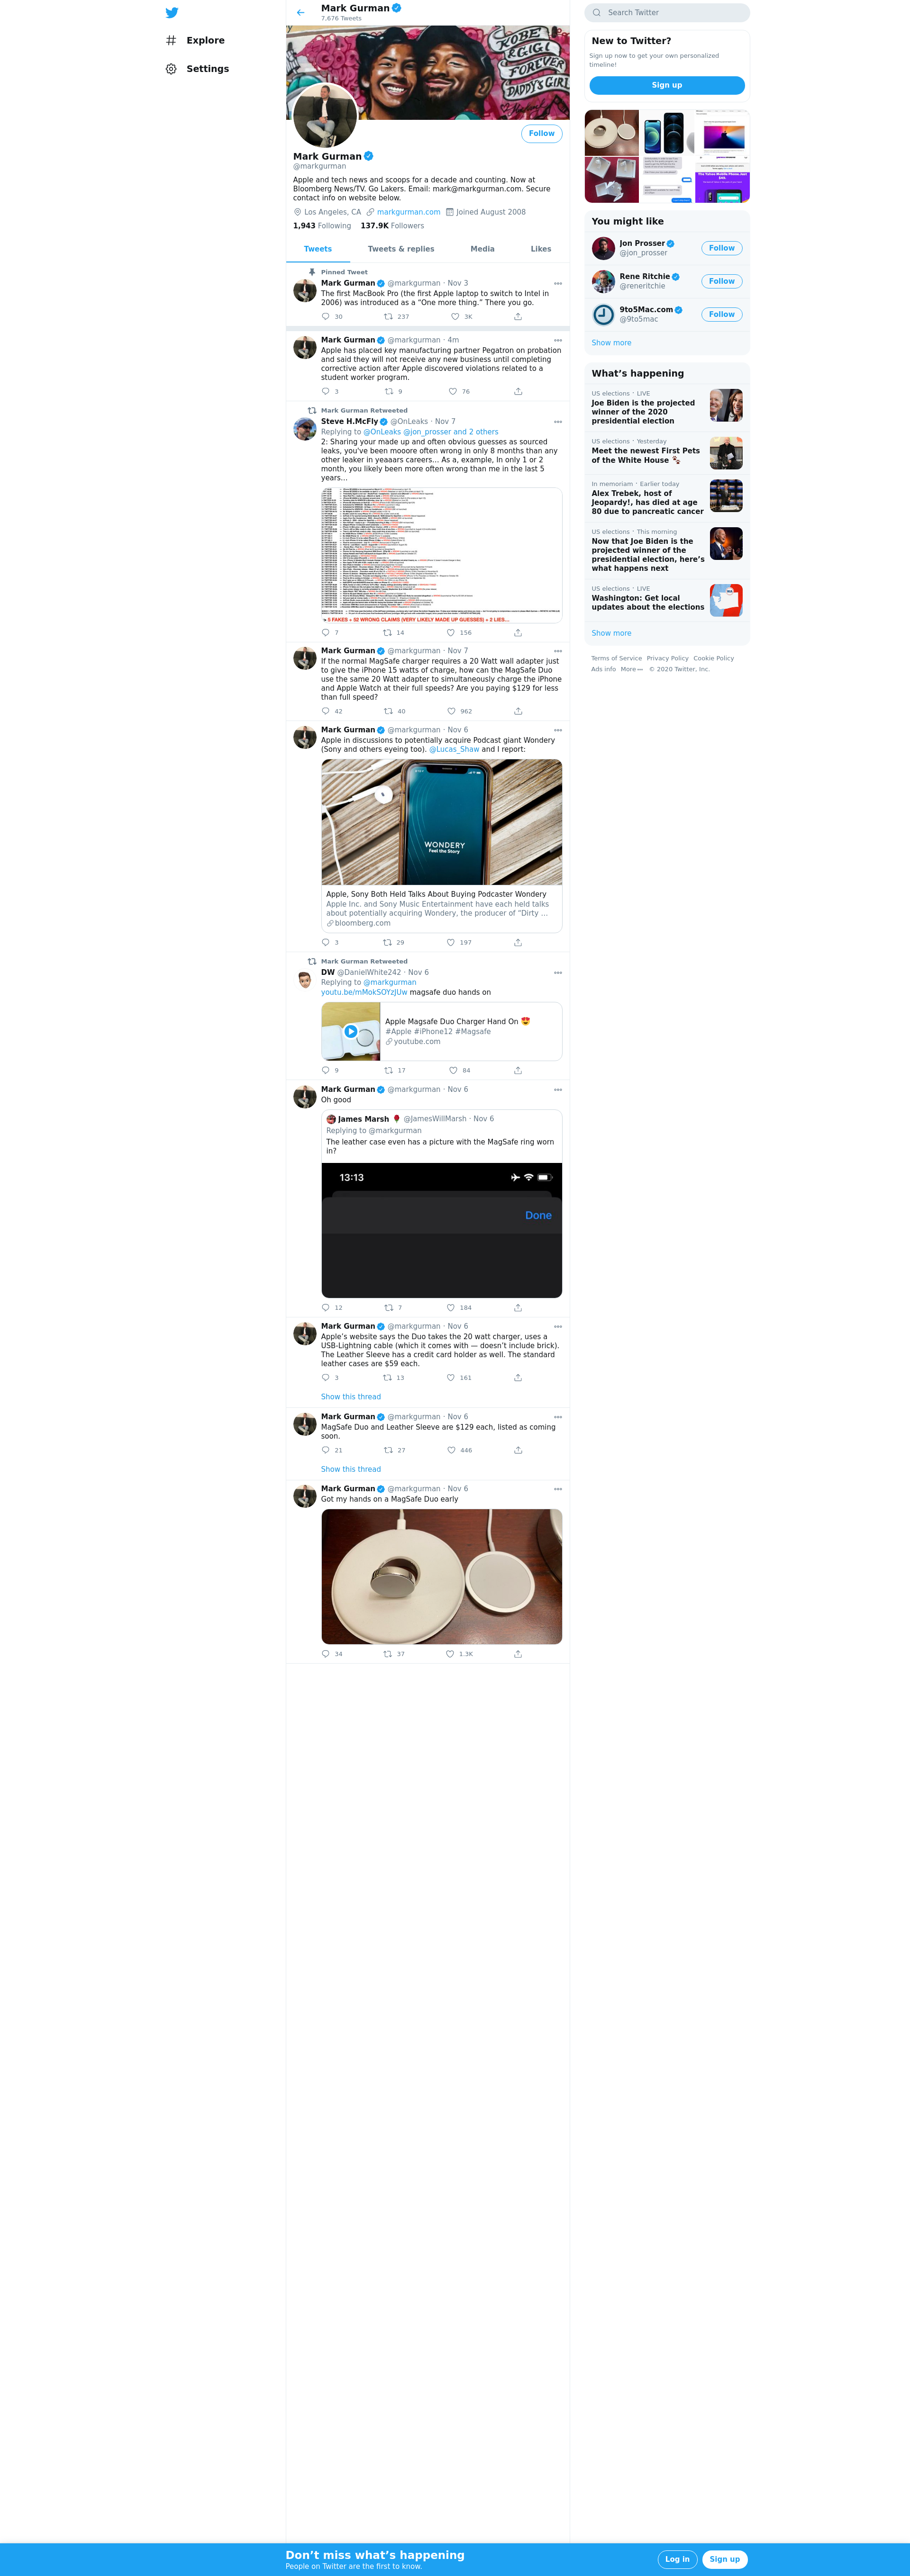 Explore
Settings
Mark Gurman
7,676 Tweets
KOBE
& GIGI
FOREVER
DADDY'S GIRL
Follow
Mark Gurman
@markgurman
Apple and tech news and scoops for a decade and counting. Now at
Bloomberg News/TV. Go Lakers. Email: mark@markgurman.com. Secure
contact info on website below.
Los Angeles, CA markgurman.com Joined August 2008
1,943 Following 137.9K Followers
Tweets Tweets & replies Media Likes
Pinned Tweet
Mark Gurman @markgurman · Nov 3
The first MacBook Pro (the first Apple laptop to switch to Intel in
2006) was introduced as a “One more thing.” There you go.
30 237 3K
Mark Gurman @markgurman · 4m
Apple has placed key manufacturing partner Pegatron on probation
and said they will not receive any new business until completing
corrective action after Apple discovered violations related to a
student worker program.
3 9 76
Mark Gurman Retweeted
Steve H.McFly @OnLeaks · Nov 7
Replying to @OnLeaks @jon_prosser and 2 others
2: Sharing your made up and often obvious guesses as sourced
leaks, you've been mooore often wrong in only 8 months than any
other leaker in yeaaars careers... As a, example, In only 1 or 2
month, you likely been more often wrong than me in the last 5
years...
5 FAKES + 52 WRONG CLAIMS (VERY LIKELY MADE UP GUESSES) + 2 LIES...
7 14 156
Mark Gurman @markgurman · Nov 7
If the normal MagSafe charger requires a 20 Watt wall adapter just
to give the iPhone 15 watts of charge, how can the MagSafe Duo
use the same 20 Watt adapter to simultaneously charge the iPhone
and Apple Watch at their full speeds? Are you paying $129 for less
than full speed?
42 40 962
Mark Gurman @markgurman · Nov 6
Apple in discussions to potentially acquire Podcast giant Wondery
(Sony and others eyeing too). @Lucas_Shaw and I report:
WONDERY
Feel the Story
Apple, Sony Both Held Talks About Buying Podcaster Wondery
Apple Inc. and Sony Music Entertainment have each held talks
about potentially acquiring Wondery, the producer of “Dirty ...
bloomberg.com
3 29 197
Mark Gurman Retweeted
DW @DanielWhite242 · Nov 6
Replying to @markgurman
youtu.be/mMokSOYzJUw magsafe duo hands on
Apple Magsafe Duo Charger Hand On 😍
#Apple #iPhone12 #Magsafe
youtube.com
9 17 84
Mark Gurman @markgurman · Nov 6
Oh good
James Marsh 🌹 @JamesWillMarsh · Nov 6
Replying to @markgurman
The leather case even has a picture with the MagSafe ring worn
in?
13:13
Done
12 7 184
Mark Gurman @markgurman · Nov 6
Apple’s website says the Duo takes the 20 watt charger, uses a
USB-Lightning cable (which it comes with — doesn’t include brick).
The Leather Sleeve has a credit card holder as well. The standard
leather cases are $59 each.
3 13 161
Show this thread
Mark Gurman @markgurman · Nov 6
MagSafe Duo and Leather Sleeve are $129 each, listed as coming
soon.
21 27 446
Show this thread
Mark Gurman @markgurman · Nov 6
Got my hands on a MagSafe Duo early
34 37 1.3K
Search Twitter
New to Twitter?
Sign up now to get your own personalized
timeline!
Sign up
You might like
Jon Prosser
@jon_prosser
Follow
Rene Ritchie
@reneritchie
Follow
9to5Mac.com
@9to5mac
Follow
Show more
What’s happening
US elections · LIVE
Joe Biden is the projected
winner of the 2020
presidential election
US elections · Yesterday
Meet the newest First Pets
of the White House 🐾
In memoriam · Earlier today
Alex Trebek, host of
Jeopardy!, has died at age
80 due to pancreatic cancer
US elections · This morning
Now that Joe Biden is the
projected winner of the
presidential election, here’s
what happens next
US elections · LIVE
Washington: Get local
updates about the elections
Show more
Terms of Service Privacy Policy Cookie Policy
Ads info More © 2020 Twitter, Inc.
Don’t miss what’s happening
People on Twitter are the first to know.
Log in
Sign up